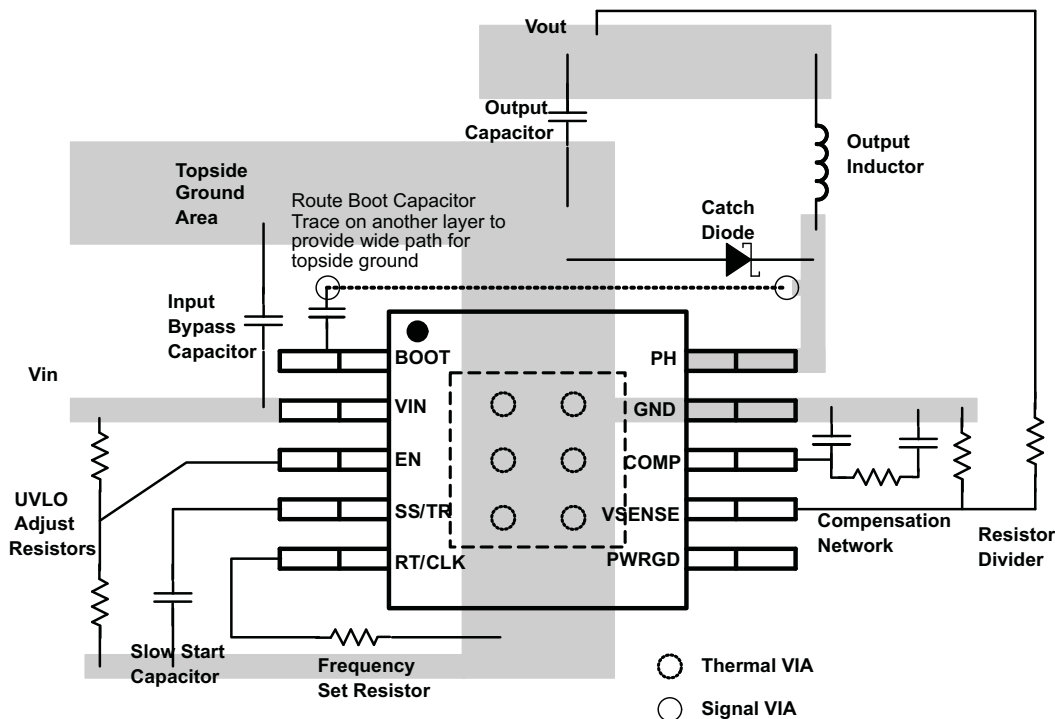 Vout
Output
Capacitor
Output
Inductor
Topside
Ground
Area
Route Boot Capacitor
Trace on another layer to
provide wide path for
topside ground
Catch
Diode
Input
Bypass
Capacitor
Vin
BOOT
VIN
EN
SS/TR
RT/CLK
PH
GND
COMP
VSENSE
PWRGD
UVLO
Adjust
Resistors
Compensation
Network
Resistor
Divider
Slow Start
Capacitor
Frequency
Set Resistor
Thermal VIA
Signal VIA